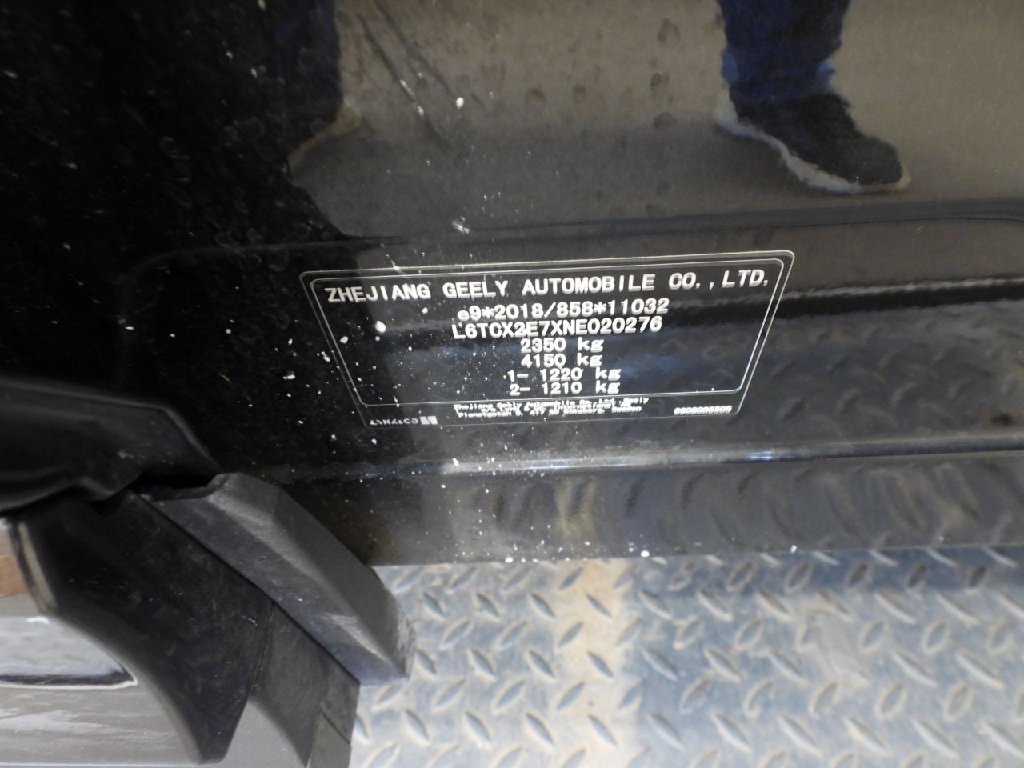 ZHEJIANG GEELY AUTOMOBILE CO.,LTD.
e9*2018/858*11032
L6T0X2E7XNE020276
2350 kg
4150 kg
1- 1220 kg
2- 1210 kg